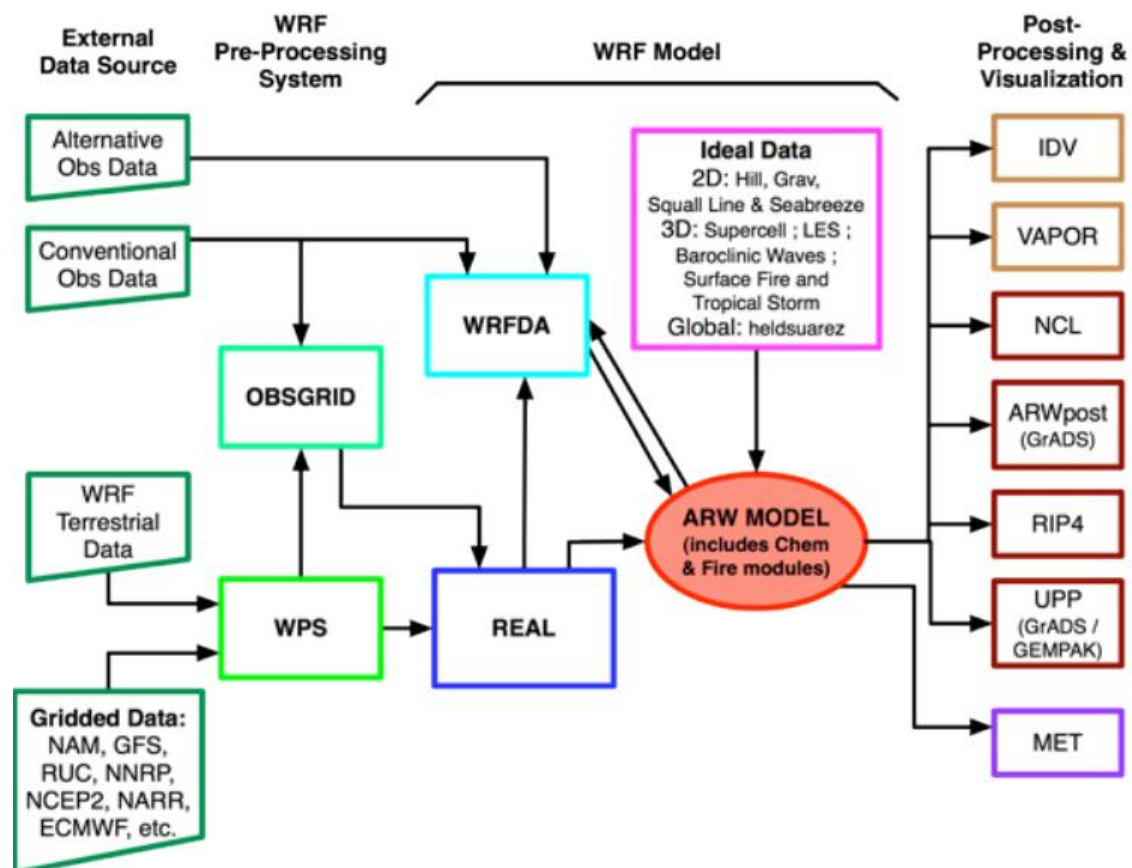 External
Data Source
WRF
Pre-Processing
System
WRF Model
Post-
Processing &
Visualization
Alternative
Obs Data
Conventional
Obs Data
WRF
Terrestrial
Data
Gridded Data:
NAM, GFS,
RUC, NNRP,
NCEP2, NARR,
ECMWF, etc.
OBSGRID
WPS
WRFDA
REAL
Ideal Data
2D: Hill, Grav,
Squall Line & Seabreeze
3D: Supercell ; LES ;
Baroclinic Waves ;
Surface Fire and
Tropical Storm
Global: heldsuarez
ARW MODEL
(includes Chem
& Fire modules)
IDV
VAPOR
NCL
ARWpost
(GrADS)
RIP4
UPP
(GrADS /
GEMPAK)
MET